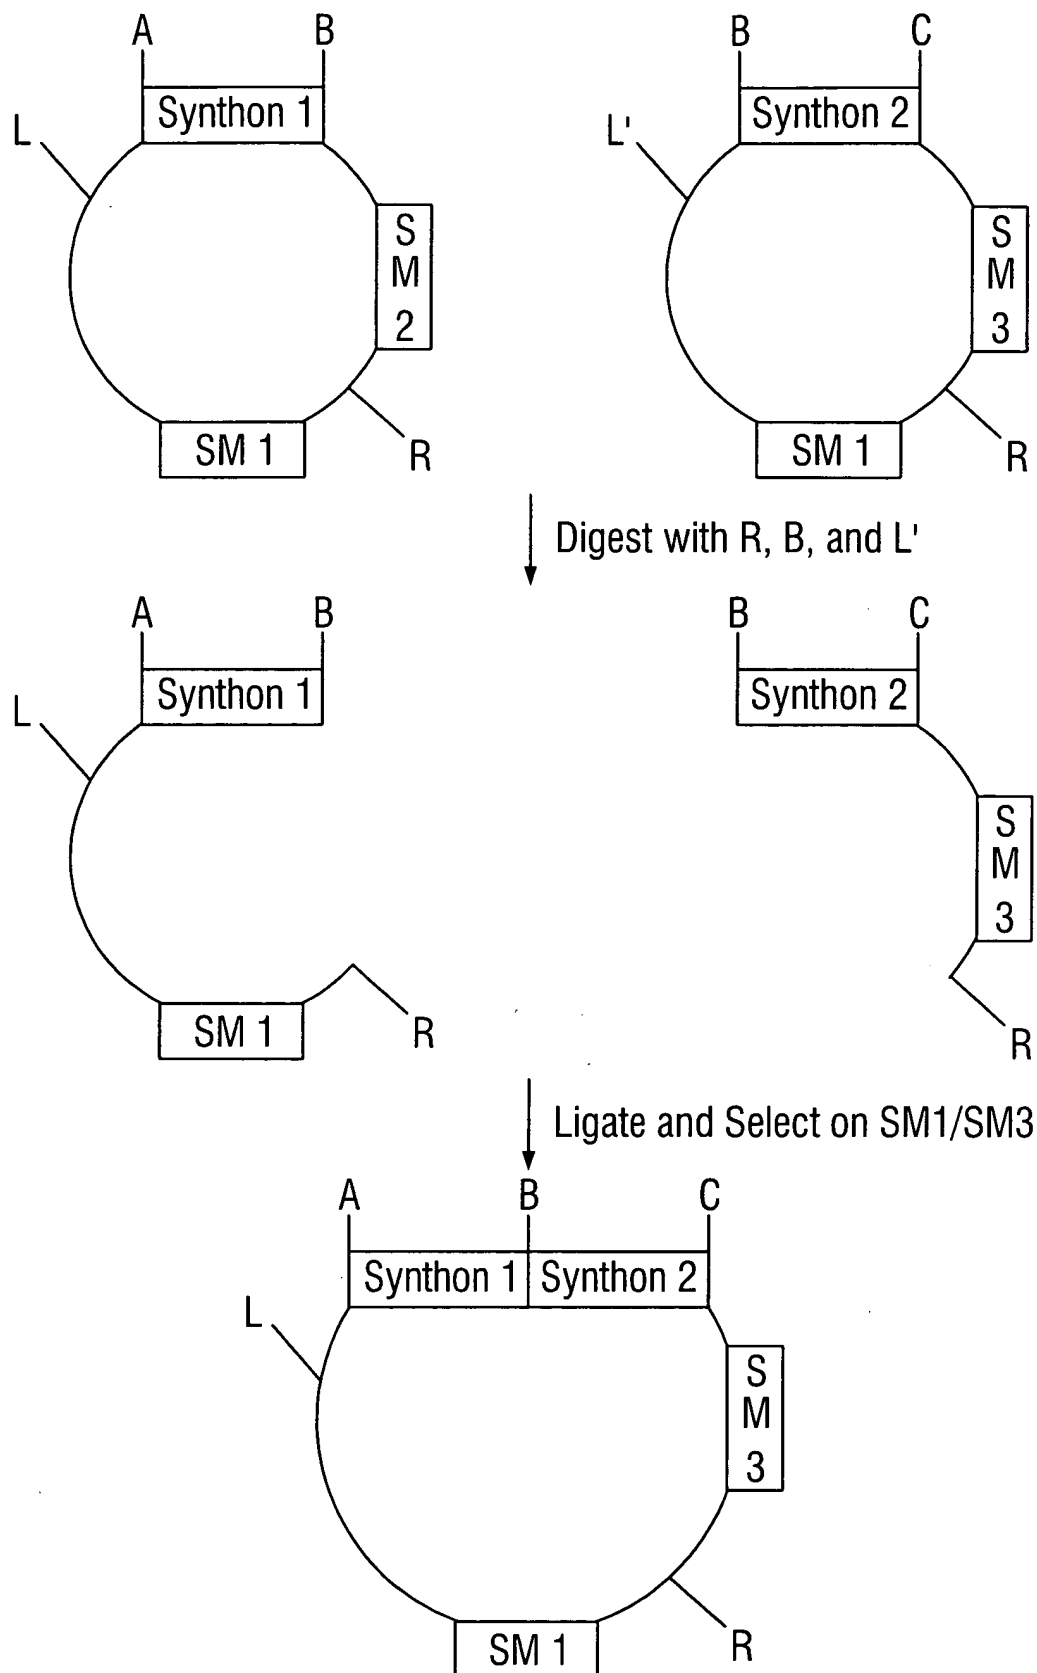 A B
Synthon 1
L
S
M
2
SM 1
R
B C
Synthon 2
L'
S
M
3
SM 1
R
Digest with R, B, and L'
A B
Synthon 1
L
SM 1
R
B C
Synthon 2
S
M
3
R
Ligate and Select on SM1/SM3
A B C
Synthon 1 Synthon 2
L
S
M
3
R
SM 1